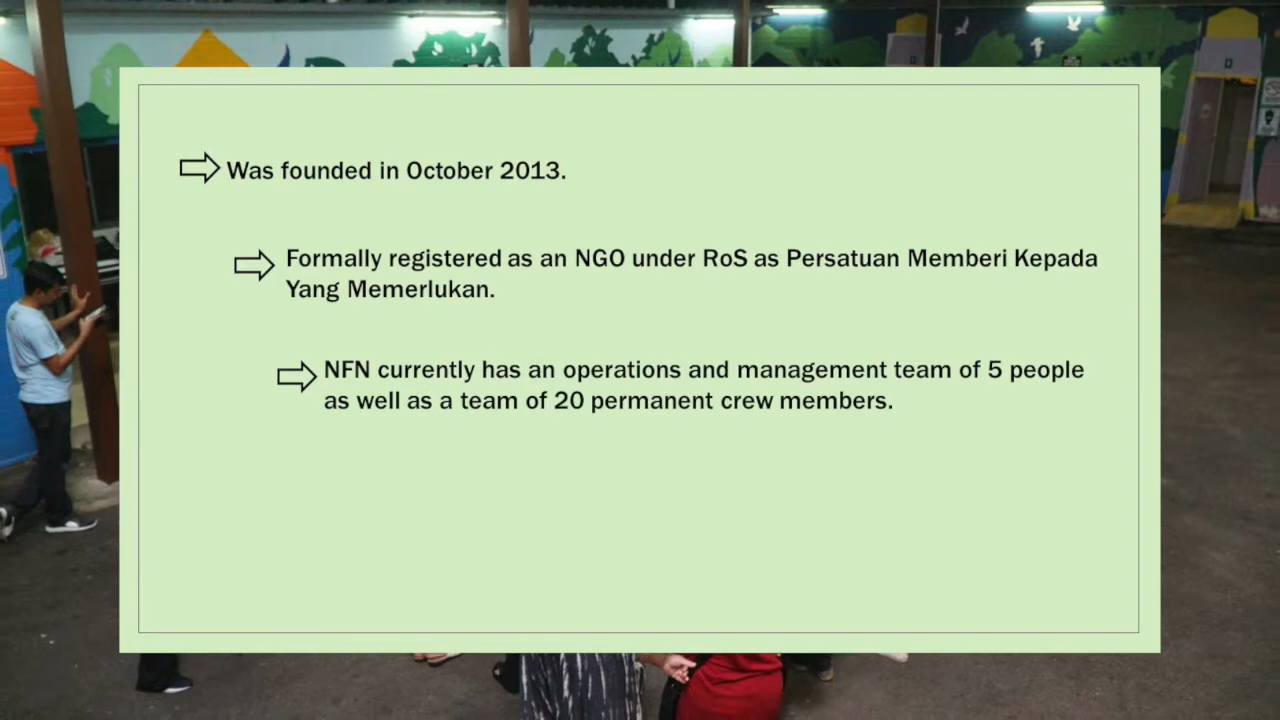 Was founded in October 2013.
Formally registered as an NGO under RoS as Persatuan Memberi Kepada
Yang Memerlukan.
NFN currently has an operations and management team of 5 people
as well as a team of 20 permanent crew members.